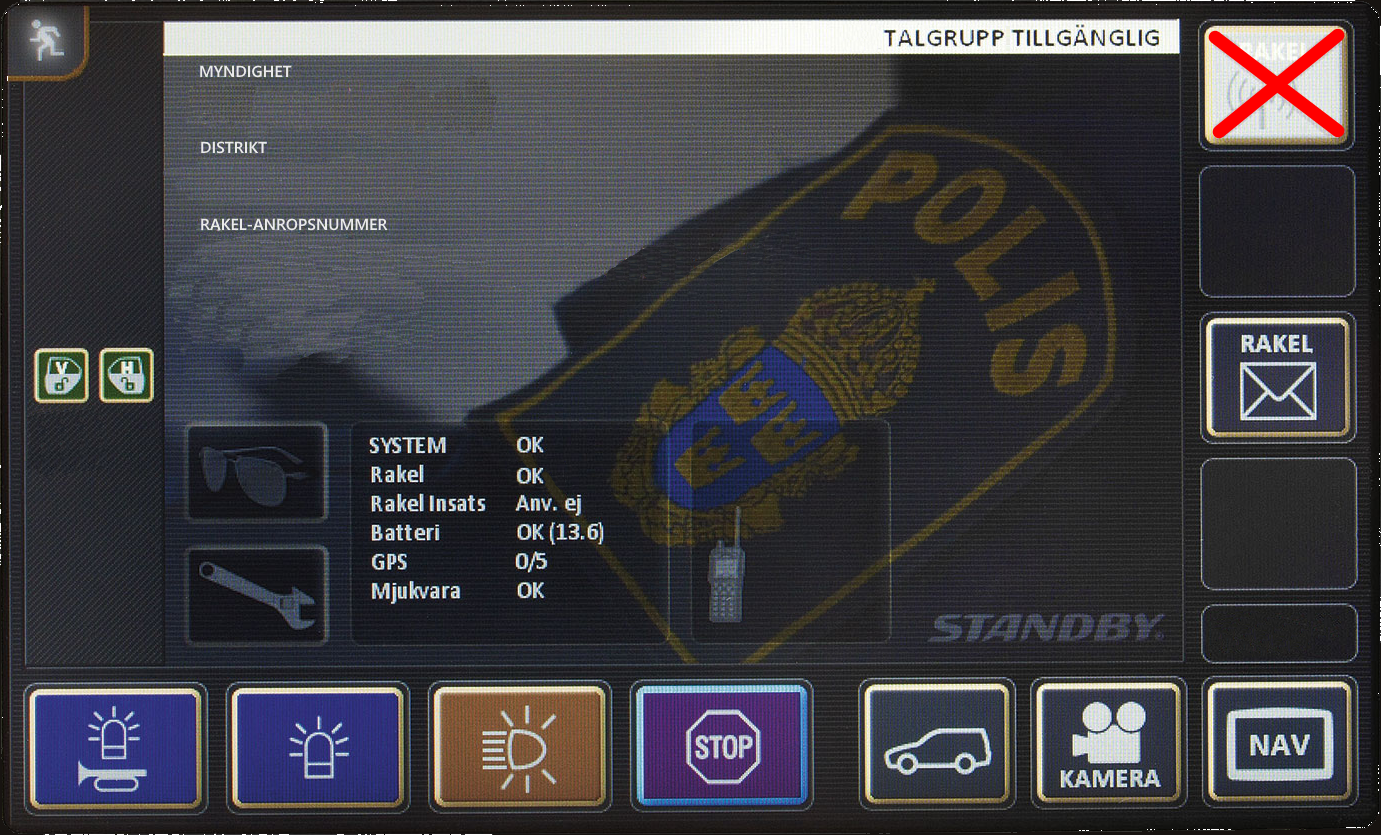 TALGRUPP TILLGÄNGLIG
RAKEL
MYNDIGHET
DISTRIKT
RAKEL-ANROPSNUMMER
POLIS
RAKEL
V H
SYSTEM OK
Rakel OK
Rakel Insats Anv. ej
Batteri OK (13.6)
GPS 0/5
Mjukvara OK
STANDBY
STOP
KAMERA
NAV